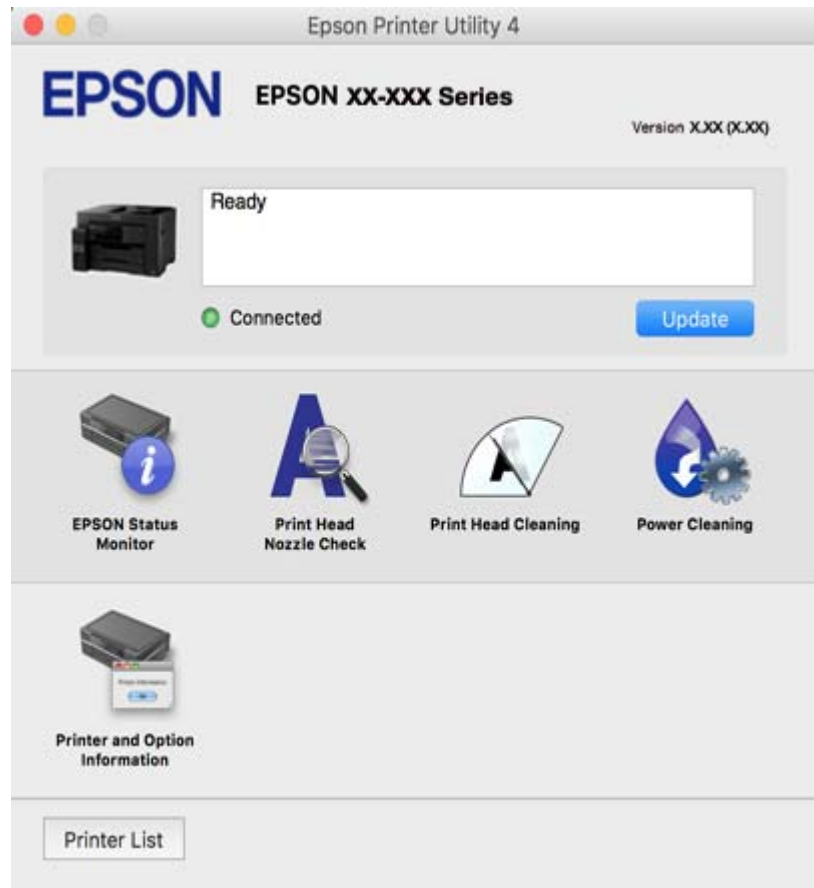 Epson Printer Utility 4
EPSON
EPSON XX-XXX Series
Version X.XX (X.XX)
Ready
Connected
Update
EPSON Status
Monitor
Print Head
Nozzle Check
Print Head Cleaning
Power Cleaning
Printer and Option
Information
Printer List